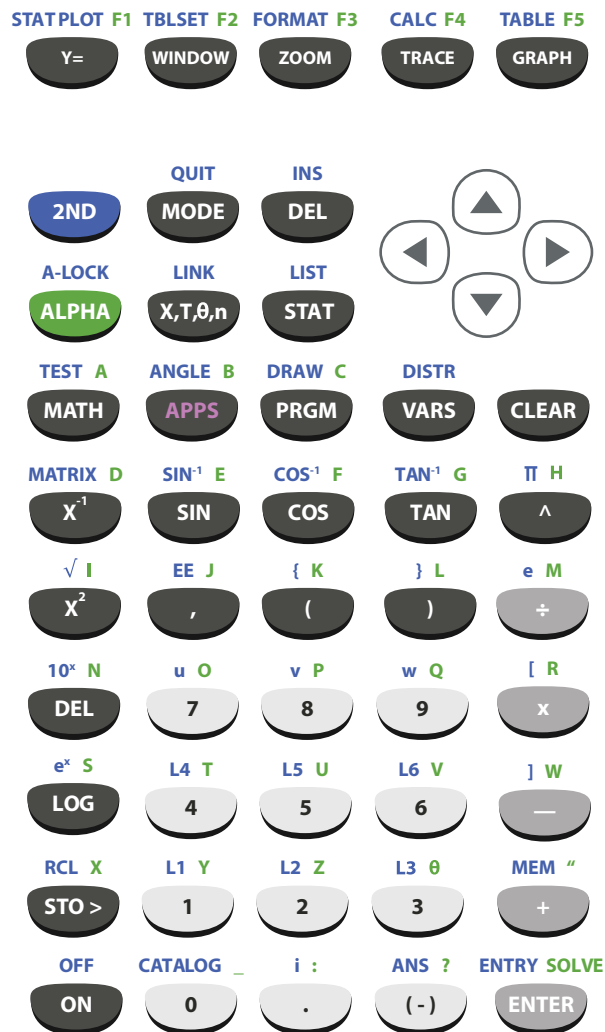 STAT PLOT F1 TBLSET F2 FORMAT F3 CALC F4 TABLE F5
Y= WINDOW ZOOM TRACE GRAPH
QUIT INS
2ND MODE DEL
A-LOCK LINK LIST
ALPHA X,T,θ,n STAT
TEST A ANGLE B DRAW C DISTR
MATH APPS PRGM VARS CLEAR
MATRIX D SIN⁻¹ E COS⁻¹ F TAN⁻¹ G π H
X⁻¹ SIN COS TAN ^
√ I EE J { K } L e M
X² , ( ) ÷
10ˣ N u O v P w Q [ R
DEL 7 8 9 x
eˣ S L4 T L5 U L6 V ] W
LOG 4 5 6 —
RCL X L1 Y L2 Z L3 θ MEM “
STO > 1 2 3 +
OFF CATALOG _ i : ANS ? ENTRY SOLVE
ON 0 . (-) ENTER